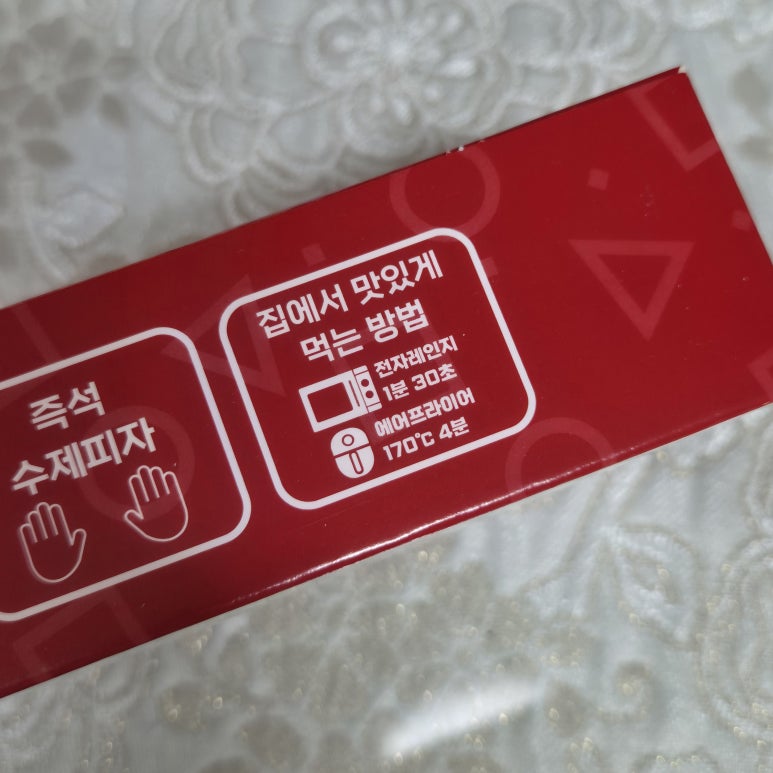 즉석
수제피자
집에서 맛있게
먹는 방법
전자레인지
1분 30초
에어프라이어
170℃ 4분